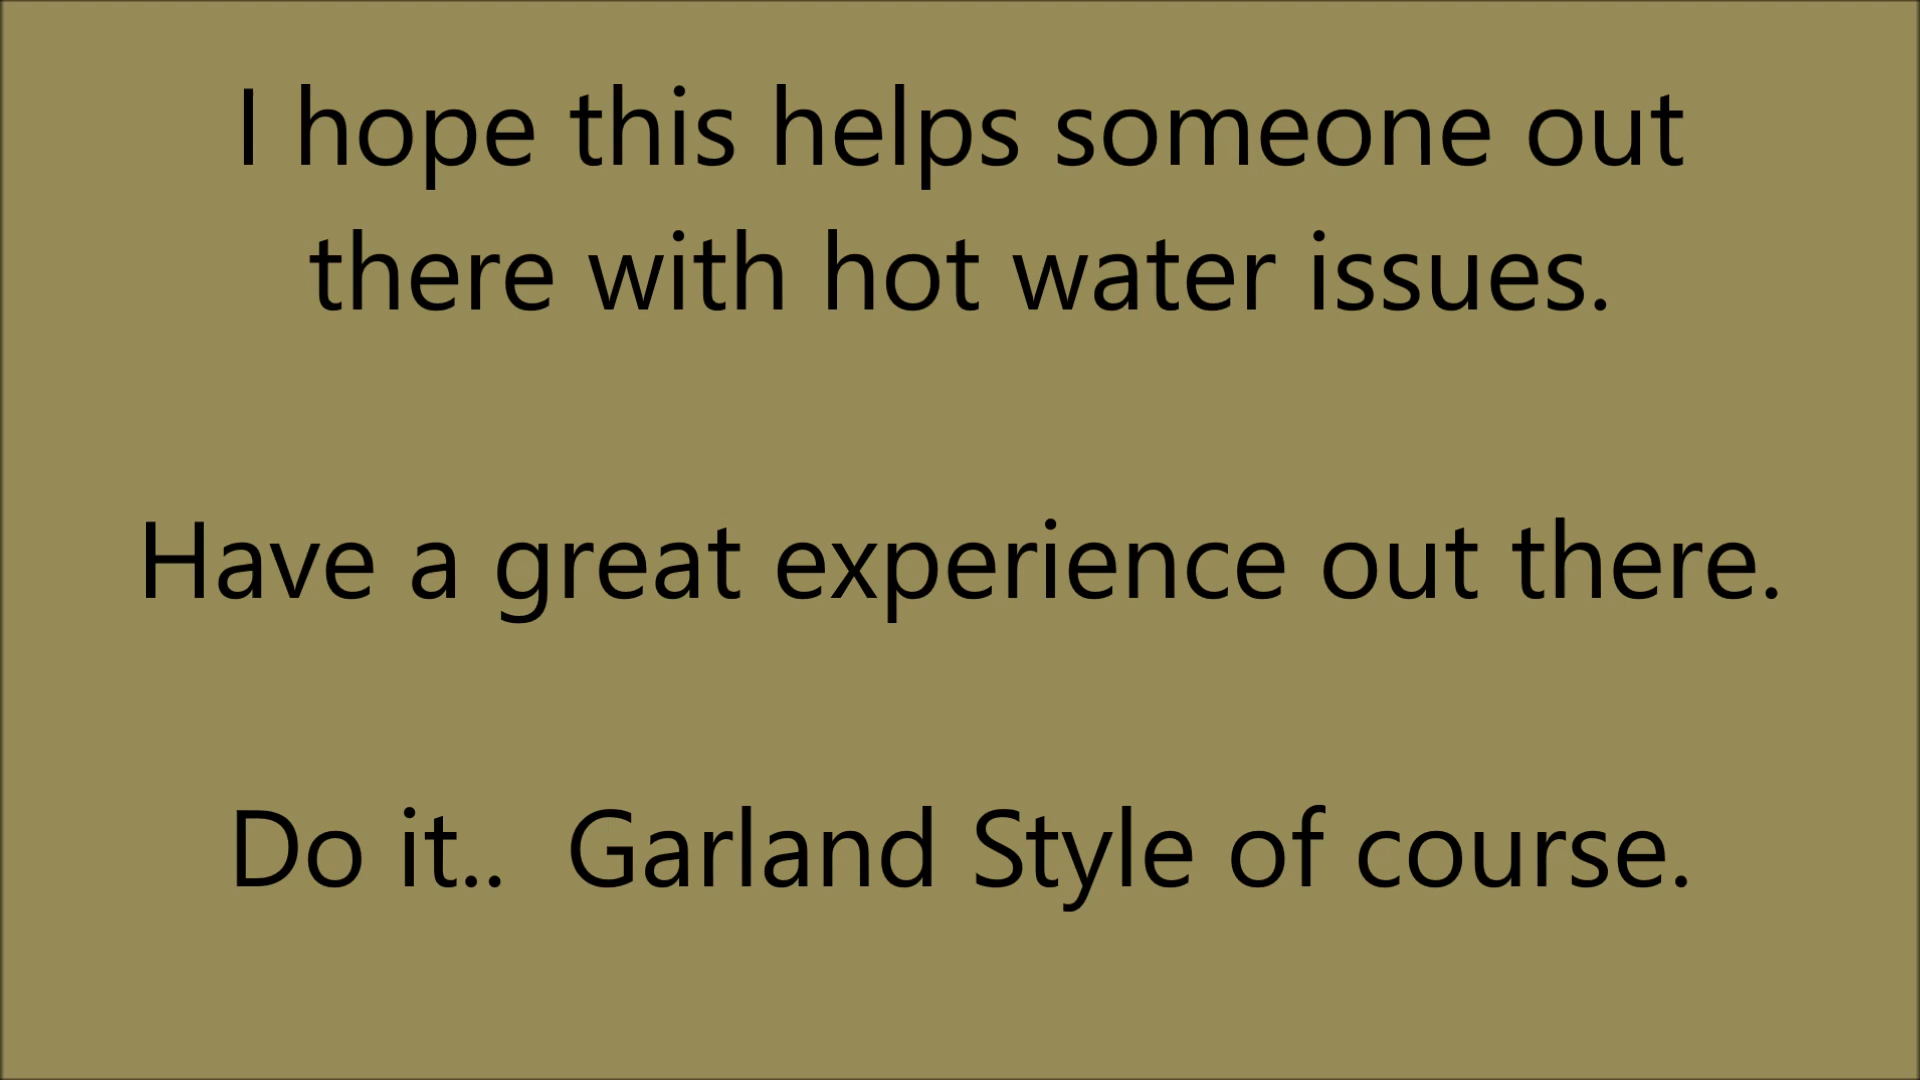 I hope this helps someone out
there with hot water issues.
Have a great experience out there.
Do it..  Garland Style of course.